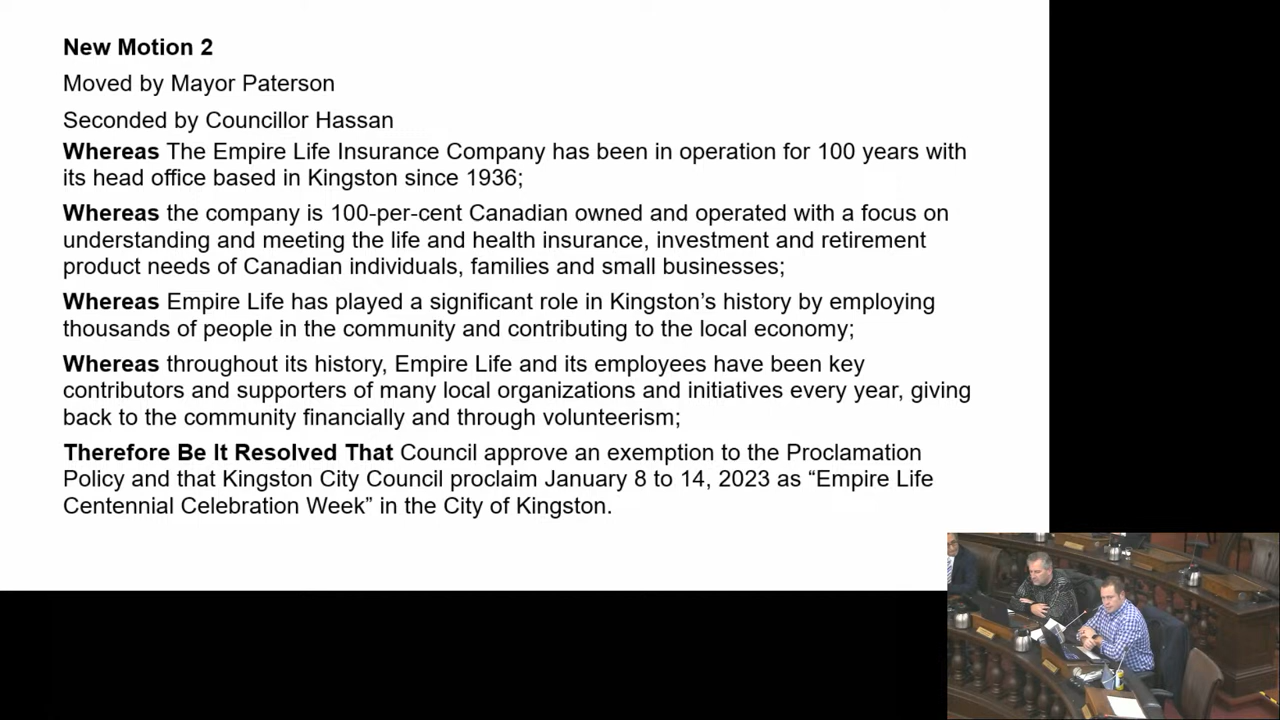 New Motion 2
Moved by Mayor Paterson
Seconded by Councillor Hassan
Whereas The Empire Life Insurance Company has been in operation for 100 years with
its head office based in Kingston since 1936;
Whereas the company is 100-per-cent Canadian owned and operated with a focus on
understanding and meeting the life and health insurance, investment and retirement
product needs of Canadian individuals, families and small businesses;
Whereas Empire Life has played a significant role in Kingston’s history by employing
thousands of people in the community and contributing to the local economy;
Whereas throughout its history, Empire Life and its employees have been key
contributors and supporters of many local organizations and initiatives every year, giving
back to the community financially and through volunteerism;
Therefore Be It Resolved That Council approve an exemption to the Proclamation
Policy and that Kingston City Council proclaim January 8 to 14, 2023 as “Empire Life
Centennial Celebration Week” in the City of Kingston.